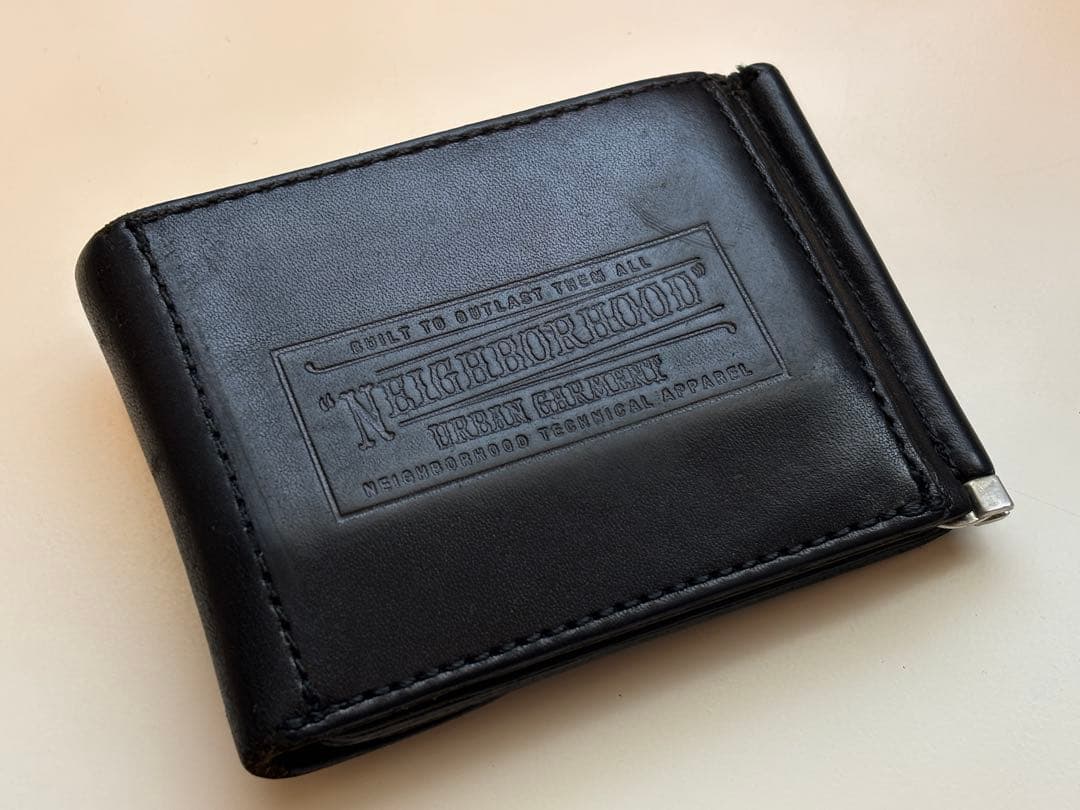 BUILT TO OUTLAST THEM ALL
"NEIGHBORHOOD"
URBAN GARMENT
NEIGHBORHOOD TECHNICAL APPAREL